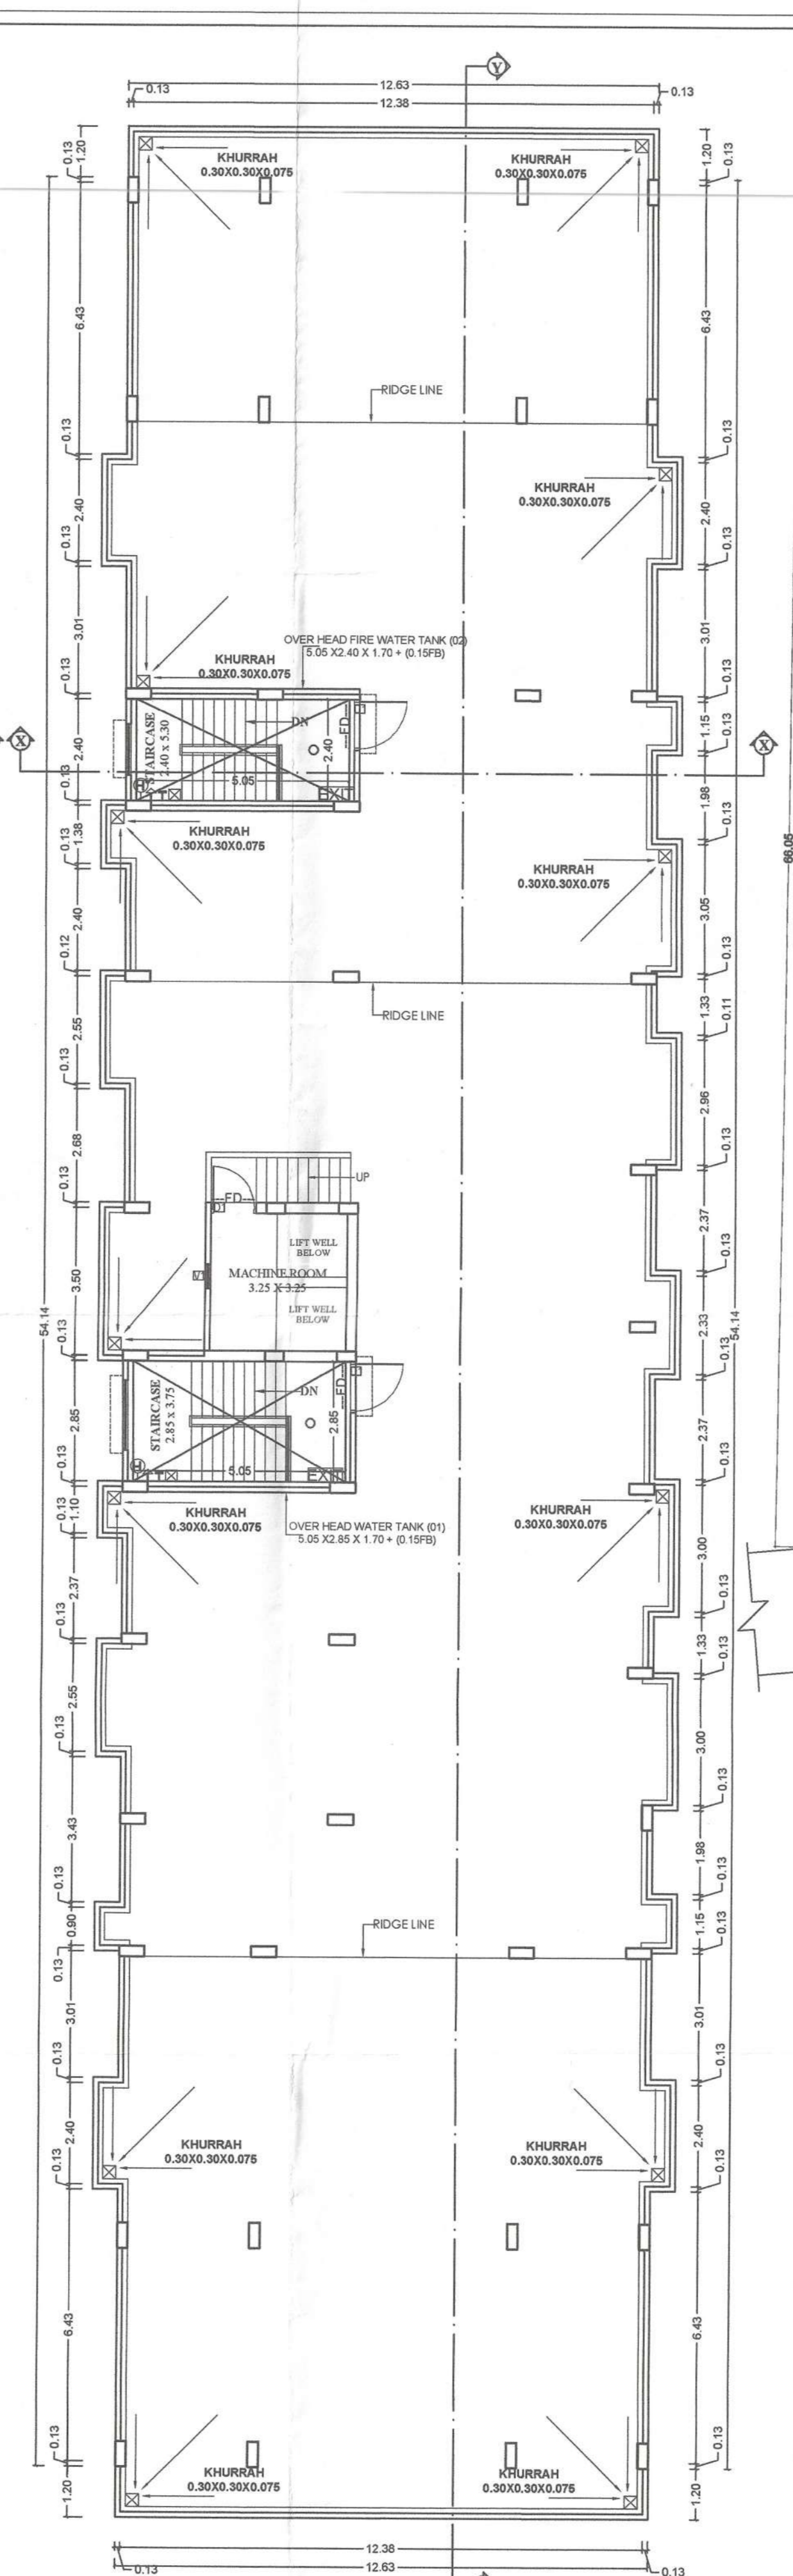 12.63
0.13
12.38
0.13
Y
1.20
0.13
KHURRAH
0.30X0.30X0.075
KHURRAH
0.30X0.30X0.075
1.20
0.13
6.43
6.43
RIDGE LINE
0.13
0.13
2.40
KHURRAH
0.30X0.30X0.075
2.40
0.13
0.13
3.01
3.01
OVER HEAD FIRE WATER TANK (02)
5.05 X2.40 X 1.70 + (0.15FB)
KHURRAH
0.30X0.30X0.075
0.13
0.13
STAIRCASE
2.40 x 5.30
DN
FD
2.40
5.05
EXIT
H
2.40
1.15
0.13
X
X
0.13
1.98
66.05
1.38
0.13
KHURRAH
0.30X0.30X0.075
0.13
KHURRAH
0.30X0.30X0.075
2.40
3.05
0.12
0.13
RIDGE LINE
1.33
0.11
2.55
0.13
2.96
2.68
0.13
UP
0.13
FD
D1
LIFT WELL
BELOW
MACHINE ROOM
3.25 X 3.25
LIFT WELL
BELOW
V1
2.37
0.13
3.50
54.14
2.33
54.14
0.13
0.13
STAIRCASE
2.85 x 3.75
DN
FD
2.85
5.05
EXIT
H
2.85
2.37
0.13
0.13
1.10
0.13
KHURRAH
0.30X0.30X0.075
OVER HEAD WATER TANK (01)
5.05 X2.85 X 1.70 + (0.15FB)
KHURRAH
0.30X0.30X0.075
3.00
2.37
0.13
0.13
1.33
0.13
2.55
3.00
0.13
0.13
3.43
1.98
0.13
0.13
0.90
1.15
0.13
RIDGE LINE
0.13
3.01
3.01
0.13
0.13
2.40
KHURRAH
0.30X0.30X0.075
KHURRAH
0.30X0.30X0.075
2.40
0.13
0.13
6.43
6.43
0.13
KHURRAH
0.30X0.30X0.075
KHURRAH
0.30X0.30X0.075
0.13
1.20
1.20
12.38
0.13
12.63
0.13